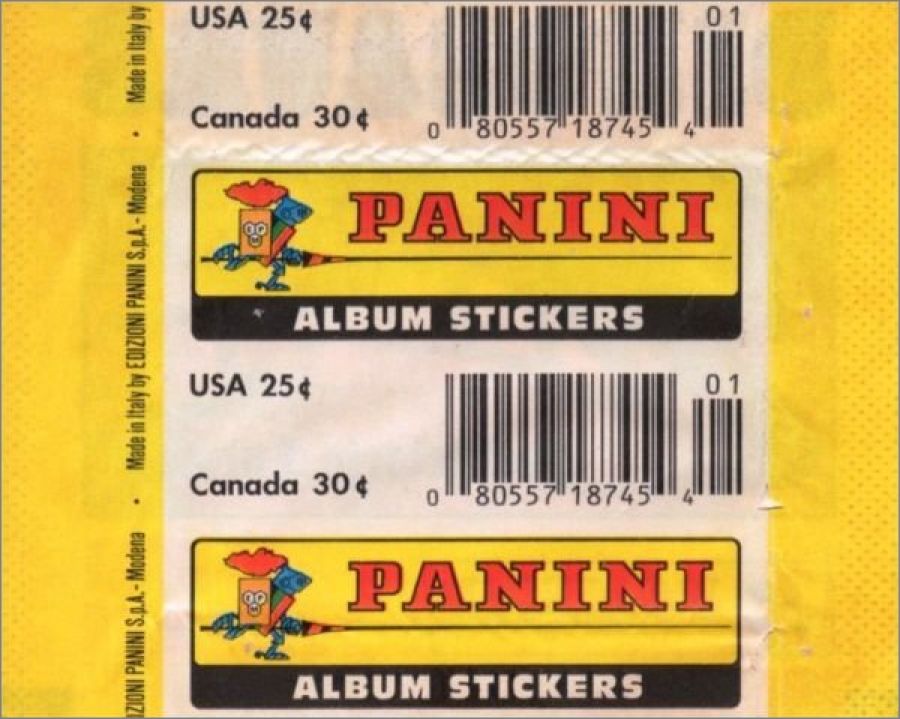 USA 25¢
01
Canada 30¢
0 80557 18745 4
PANINI
ALBUM STICKERS
USA 25¢
01
Canada 30¢
0 80557 18745 4
PANINI
ALBUM STICKERS
Made in Italy by
• Made in Italy by EDIZIONI PANINI S.p.A. - Modena •
PANINI S.p.A. - Modena •